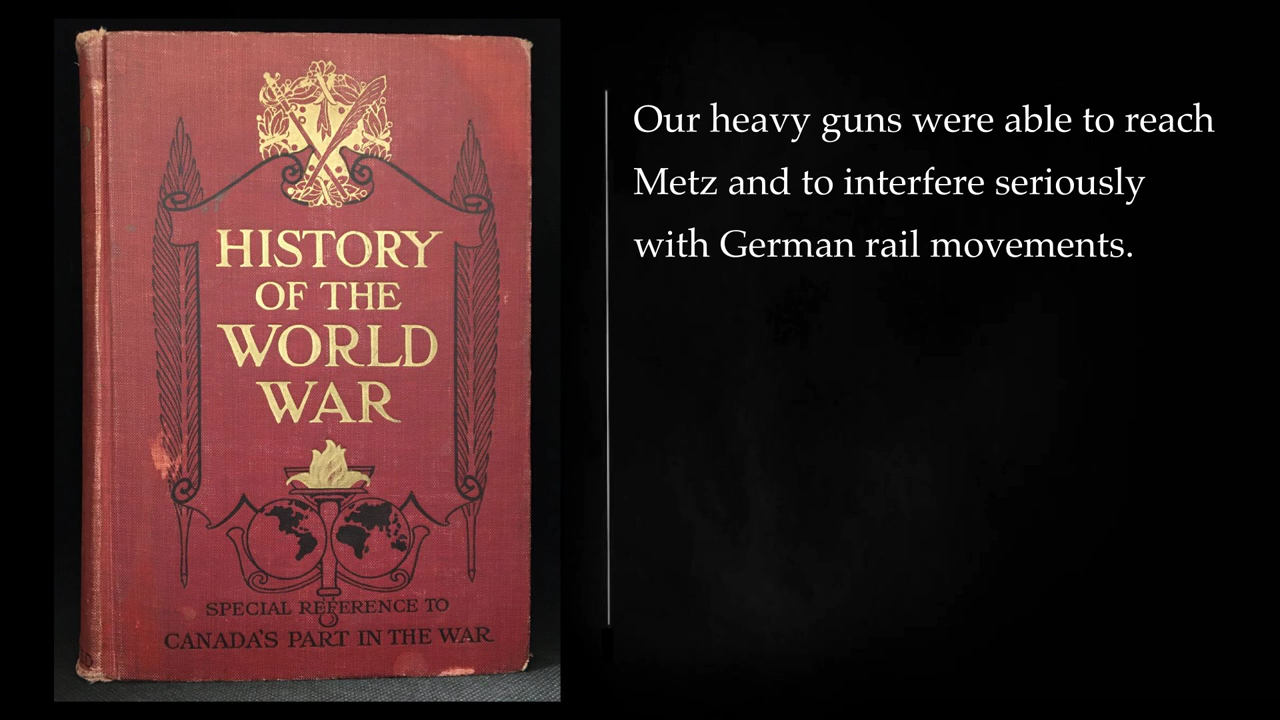 HISTORY
OF THE
WORLD
WAR
SPECIAL REFERENCE TO
CANADA'S PART IN THE WAR
Our heavy guns were able to reach
Metz and to interfere seriously
with German rail movements.